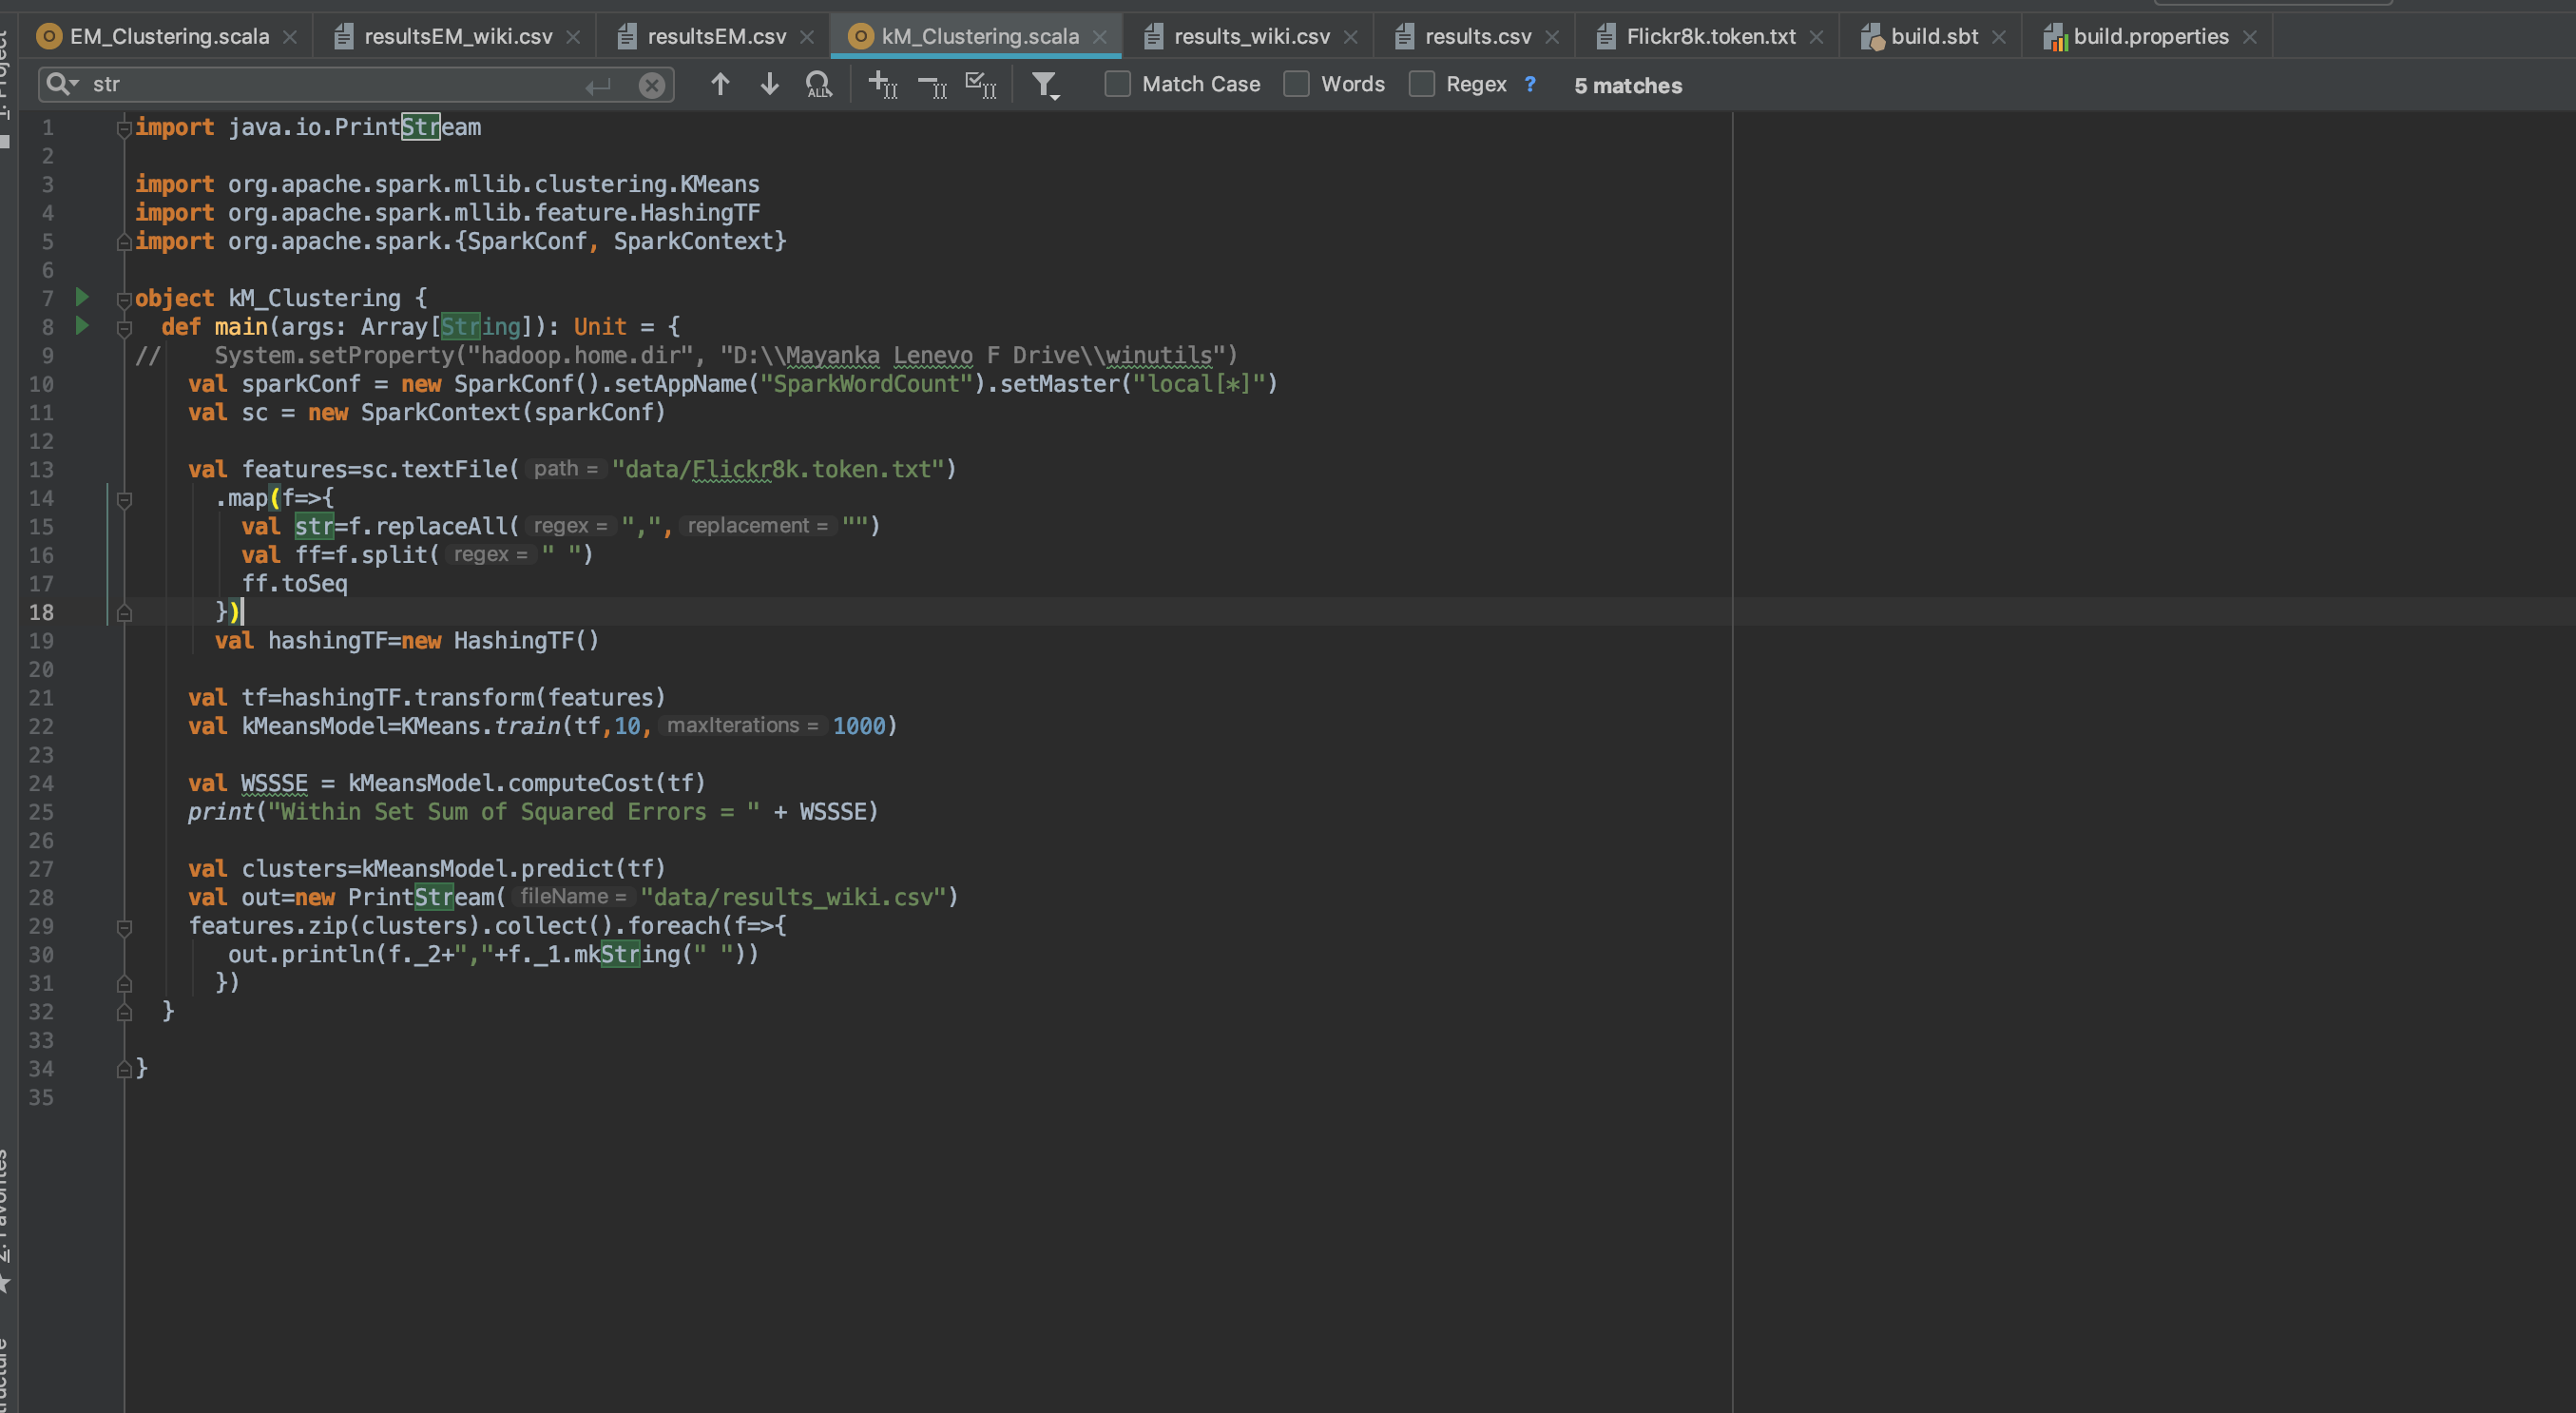 EM_Clustering.scala resultsEM_wiki.csv resultsEM.csv kM_Clustering.scala results_wiki.csv results.csv Flickr8k.token.txt build.sbt build.properties
str Match Case Words Regex ? 5 matches
1 import java.io.PrintStream
2
3 import org.apache.spark.mllib.clustering.KMeans
4 import org.apache.spark.mllib.feature.HashingTF
5 import org.apache.spark.{SparkConf, SparkContext}
6
7 object kM_Clustering {
8 def main(args: Array[String]): Unit = {
9 // System.setProperty("hadoop.home.dir", "D:\\Mayanka Lenevo F Drive\\winutils")
10 val sparkConf = new SparkConf().setAppName("SparkWordCount").setMaster("local[*]")
11 val sc = new SparkContext(sparkConf)
12
13 val features=sc.textFile( path = "data/Flickr8k.token.txt")
14 .map(f=>{
15 val str=f.replaceAll( regex = ",", replacement = "")
16 val ff=f.split( regex = " ")
17 ff.toSeq
18 })
19 val hashingTF=new HashingTF()
20
21 val tf=hashingTF.transform(features)
22 val kMeansModel=KMeans.train(tf,10, maxIterations = 1000)
23
24 val WSSSE = kMeansModel.computeCost(tf)
25 print("Within Set Sum of Squared Errors = " + WSSSE)
26
27 val clusters=kMeansModel.predict(tf)
28 val out=new PrintStream( fileName = "data/results_wiki.csv")
29 features.zip(clusters).collect().foreach(f=>{
30 out.println(f._2+","+f._1.mkString(" "))
31 })
32 }
33
34 }
35